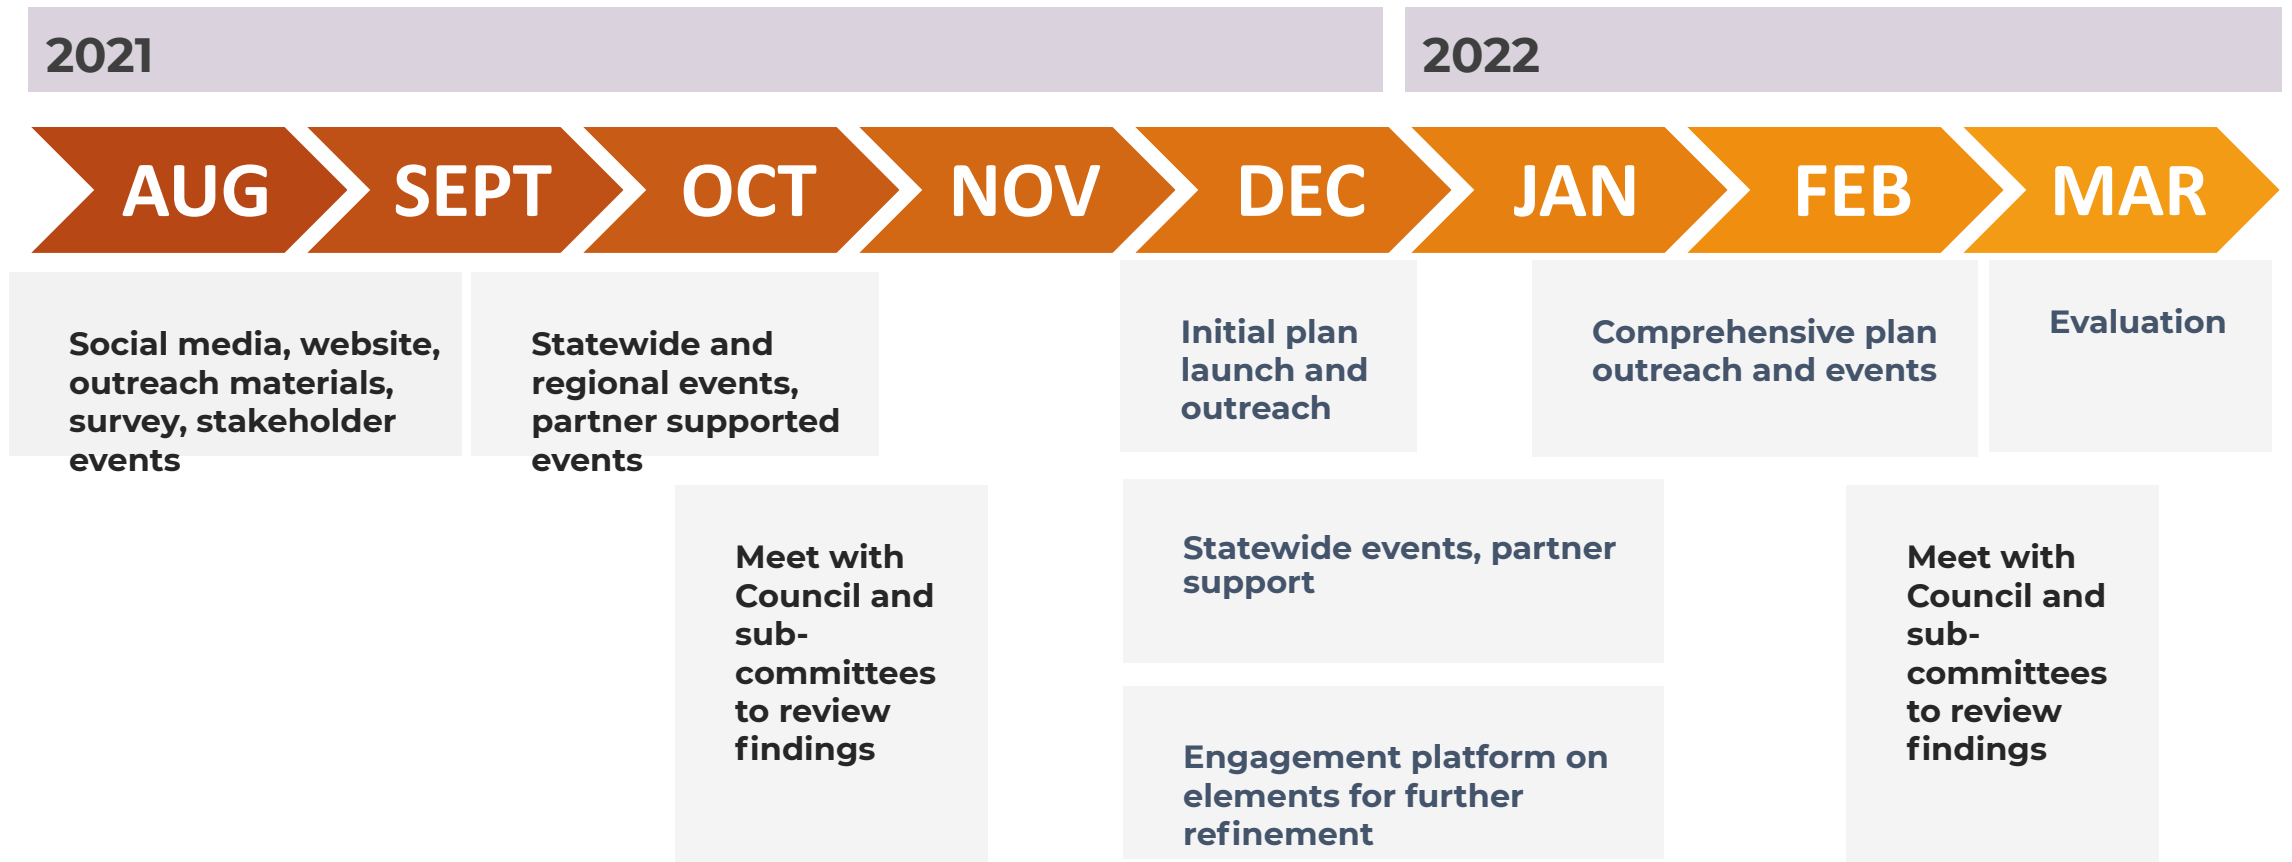 2021
2022
AUG
SEPT
OCT
NOV
DEC
JAN
FEB
MAR
Social media, website,
outreach materials,
survey, stakeholder
events
Statewide and
regional events,
partner supported
events
Initial plan
launch and
outreach
Comprehensive plan
outreach and events
Evaluation
Meet with
Council and
sub-
committees
to review
findings
Statewide events, partner
support
Engagement platform on
elements for further
refinement
Meet with
Council and
sub-
committees
to review
findings